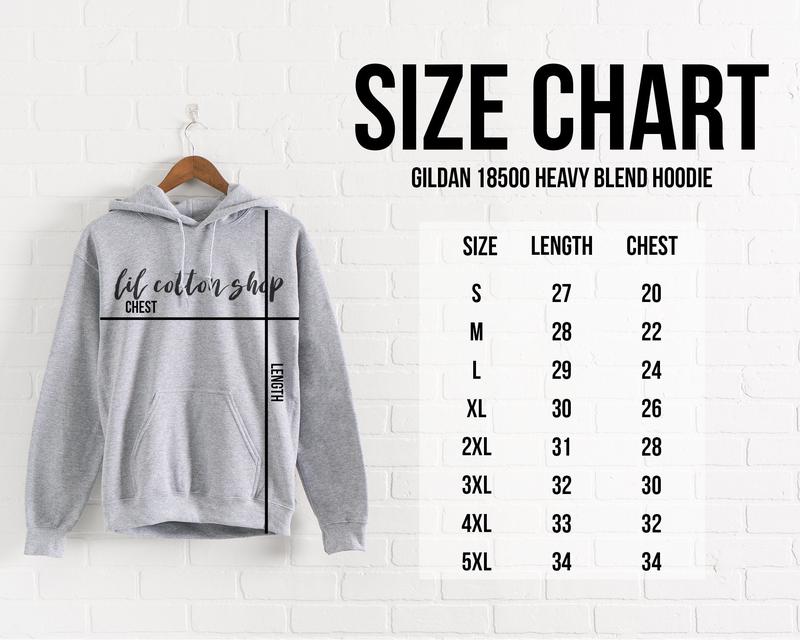 SIZE CHART
GILDAN 18500 HEAVY BLEND HOODIE
lil cotton shop
CHEST
LENGTH
SIZE LENGTH CHEST
S 27 20
M 28 22
L 29 24
XL 30 26
2XL 31 28
3XL 32 30
4XL 33 32
5XL 34 34